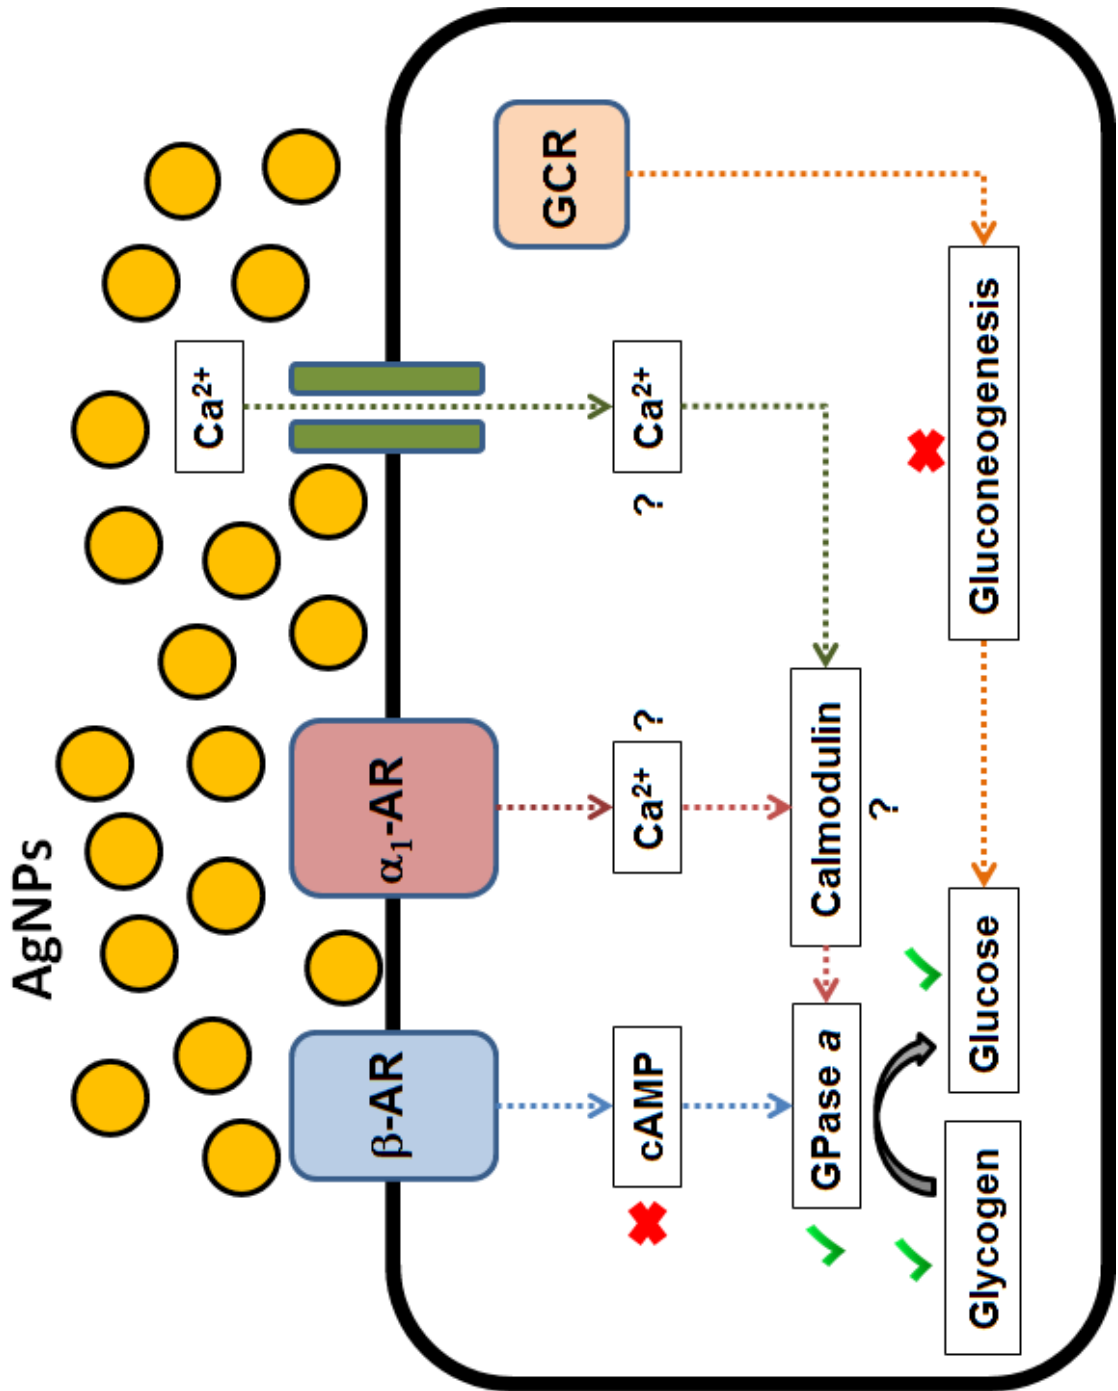 AgNPs
Ca²⁺
β-AR
α₁-AR
GCR
cAMP
Ca²⁺
?
?
Ca²⁺
GPase a
Calmodulin
?
Glycogen
Glucose
Gluconeogenesis